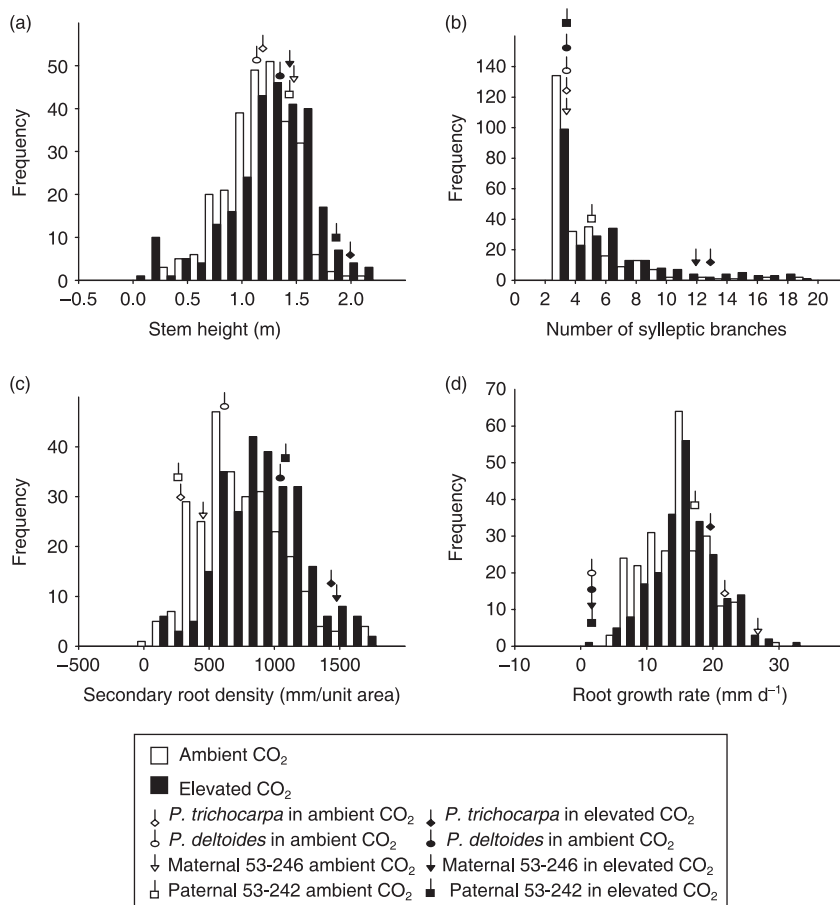 (a)
50
40
30
20
10
0
Frequency
–0.5
0.0
0.5
1.0
1.5
2.0
Stem height (m)
(b)
140
120
100
80
60
40
20
0
Frequency
0
2
4
6
8
10
12
14
16
18
20
Number of sylleptic branches
(c)
40
30
20
10
0
Frequency
–500
0
500
1000
1500
Secondary root density (mm/unit area)
(d)
70
60
50
40
30
20
10
0
Frequency
–10
0
10
20
30
Root growth rate (mm d⁻¹)
Ambient CO₂
Elevated CO₂
P. trichocarpa in ambient CO₂
P. trichocarpa in elevated CO₂
P. deltoides in ambient CO₂
P. deltoides in ambient CO₂
Maternal 53-246 ambient CO₂
Maternal 53-246 in elevated CO₂
Paternal 53-242 ambient CO₂
Paternal 53-242 in elevated CO₂